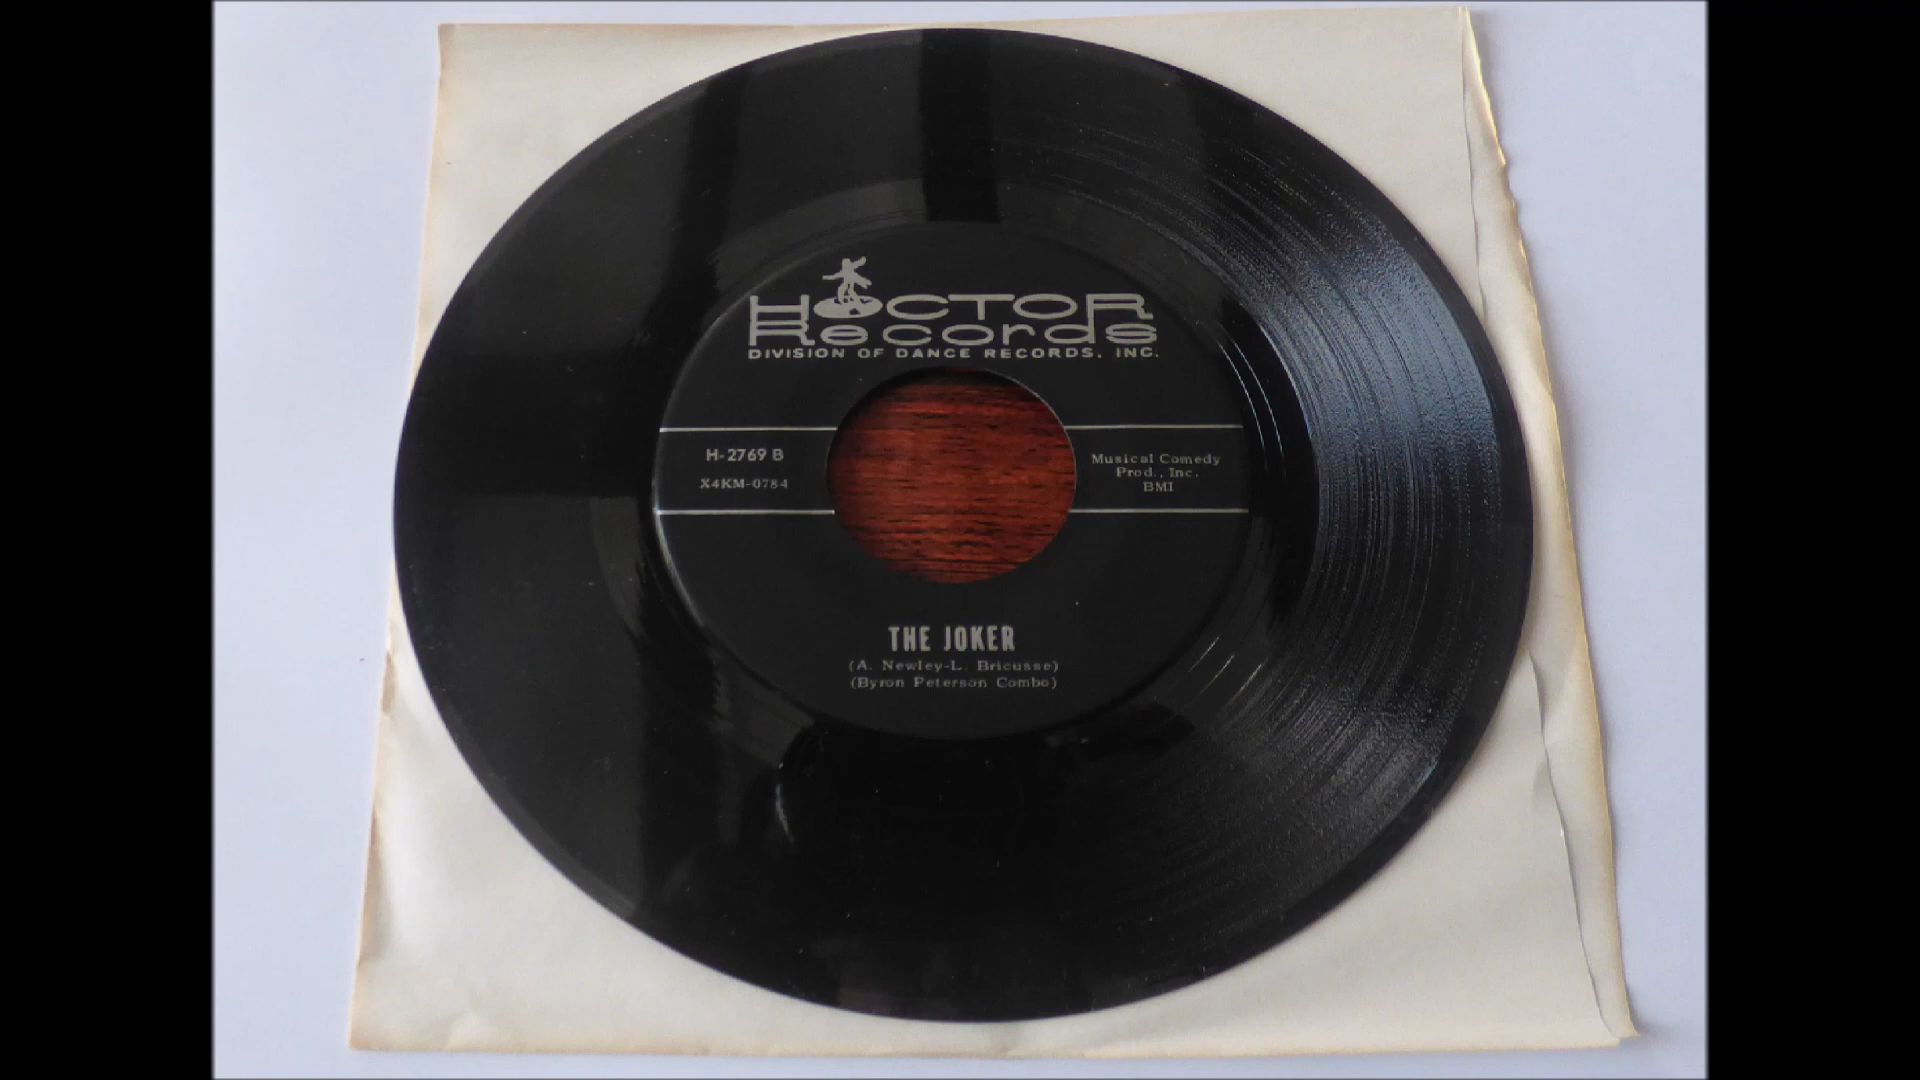 HOCTOR
Records
DIVISION OF DANCE RECORDS, INC.
H-2769 B
X4KM-0784
Musical Comedy
Prod., Inc.
BMI
THE JOKER
(A. Newley-L. Bricusse)
(Byron Peterson Combo)